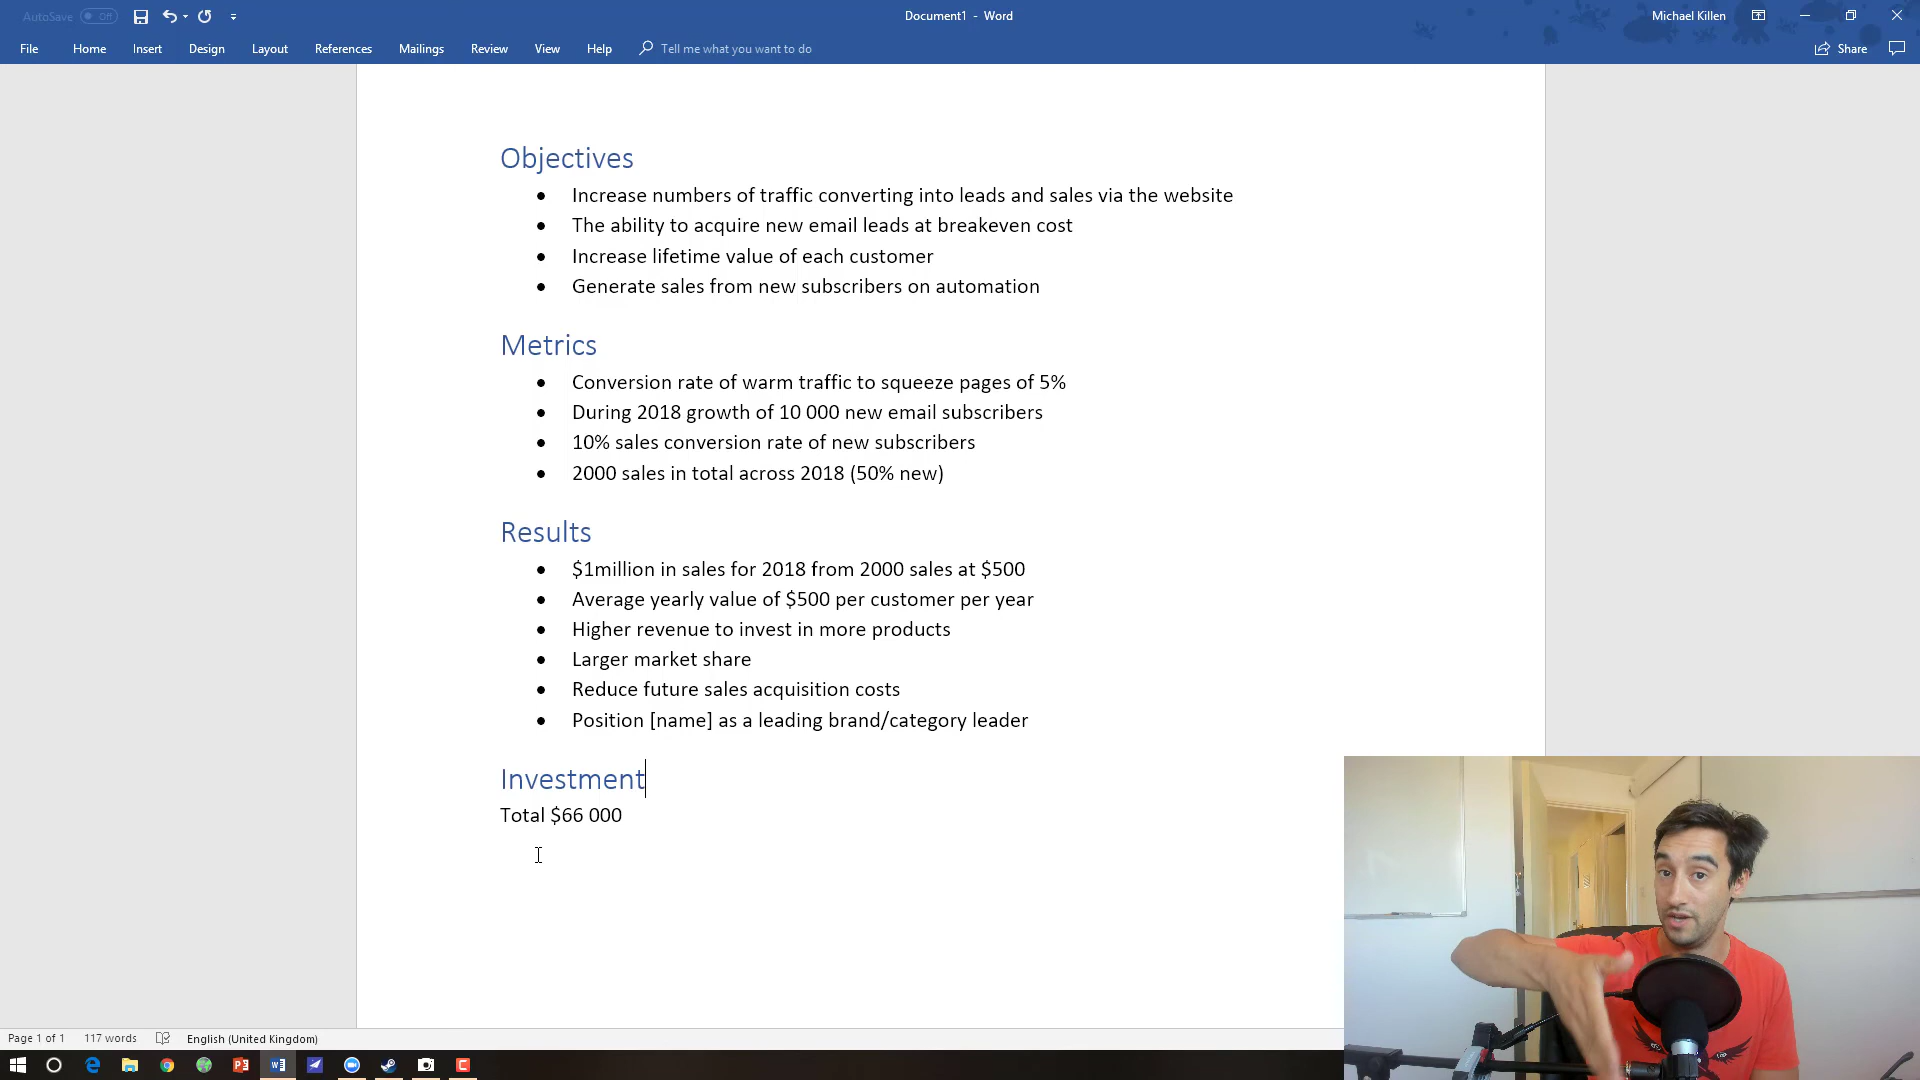 AutoSave Off
Document1 - Word
Michael Killen
File Home Insert Design Layout References Mailings Review View Help Tell me what you want to do
Share
Objectives
Increase numbers of traffic converting into leads and sales via the website
The ability to acquire new email leads at breakeven cost
Increase lifetime value of each customer
Generate sales from new subscribers on automation
Metrics
Conversion rate of warm traffic to squeeze pages of 5%
During 2018 growth of 10 000 new email subscribers
10% sales conversion rate of new subscribers
2000 sales in total across 2018 (50% new)
Results
$1million in sales for 2018 from 2000 sales at $500
Average yearly value of $500 per customer per year
Higher revenue to invest in more products
Larger market share
Reduce future sales acquisition costs
Position [name] as a leading brand/category leader
Investment
Total $66 000
Page 1 of 1 117 words English (United Kingdom)